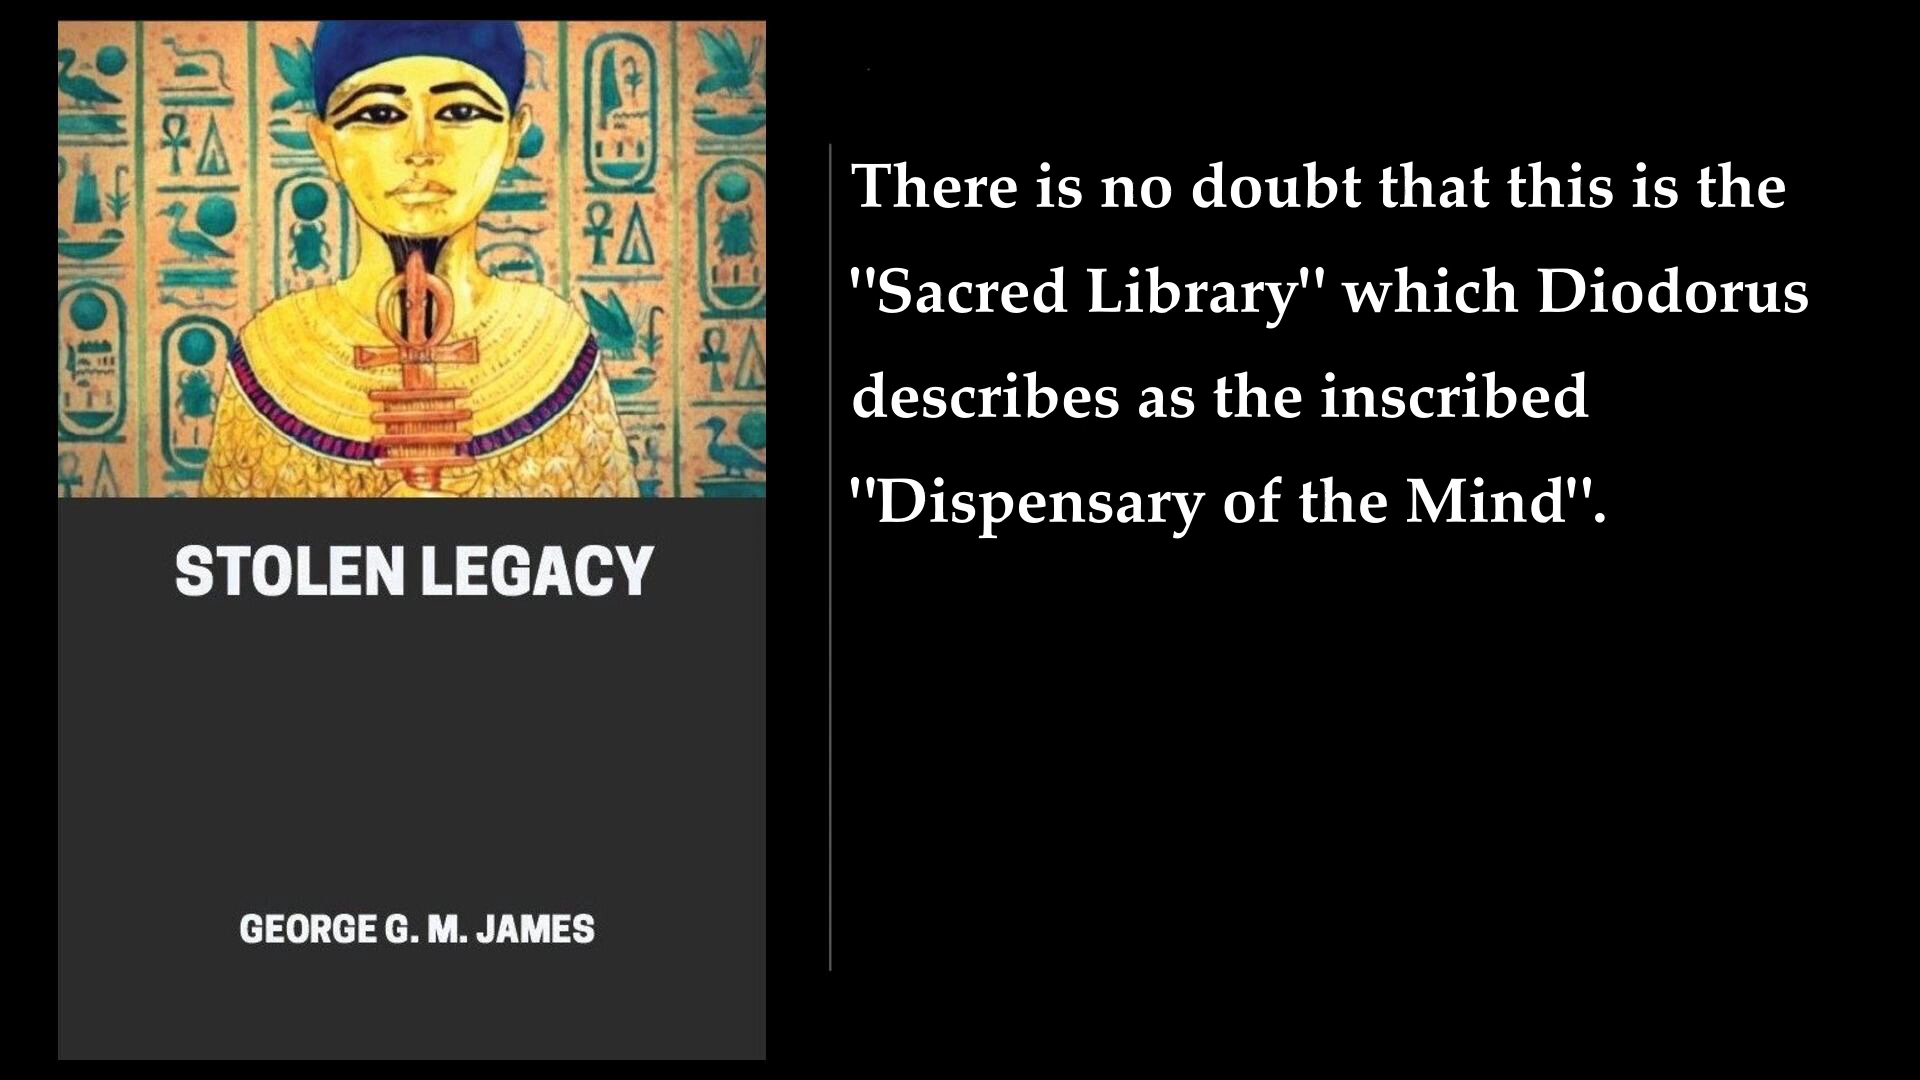 STOLEN LEGACY
GEORGE G. M. JAMES
There is no doubt that this is the
"Sacred Library" which Diodorus
describes as the inscribed
"Dispensary of the Mind".